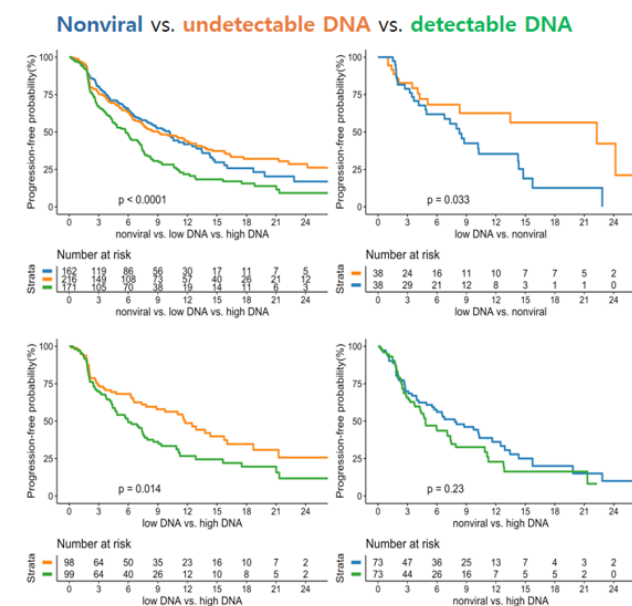 Nonviral vs. undetectable DNA vs. detectable DNA
Progression-free probability(%)
100
75
50
25
0
p < 0.0001
0 3 6 9 12 15 18 21 24
nonviral vs. low DNA vs. high DNA
Number at risk
Strata
162 119 86 56 30 17 11 7 5
216 149 108 73 57 40 26 21 12
171 105 70 38 19 14 11 6 3
0 3 6 9 12 15 18 21 24
nonviral vs. low DNA vs. high DNA
Progression-free probability(%)
100
75
50
25
0
p = 0.033
0 3 6 9 12 15 18 21 24
low DNA vs. nonviral
Number at risk
Strata
38 24 16 11 10 7 7 5 2
38 29 21 12 8 3 1 1 0
0 3 6 9 12 15 18 21 24
low DNA vs. nonviral
Progression-free probability(%)
100
75
50
25
0
p = 0.014
0 3 6 9 12 15 18 21 24
low DNA vs. high DNA
Number at risk
Strata
98 64 50 35 23 16 10 7 2
99 64 40 26 12 10 8 5 2
0 3 6 9 12 15 18 21 24
low DNA vs. high DNA
Progression-free probability(%)
100
75
50
25
0
p = 0.23
0 3 6 9 12 15 18 21 24
nonviral vs. high DNA
Number at risk
Strata
73 47 36 25 13 7 4 3 2
73 44 26 16 7 5 5 2 0
0 3 6 9 12 15 18 21 24
nonviral vs. high DNA